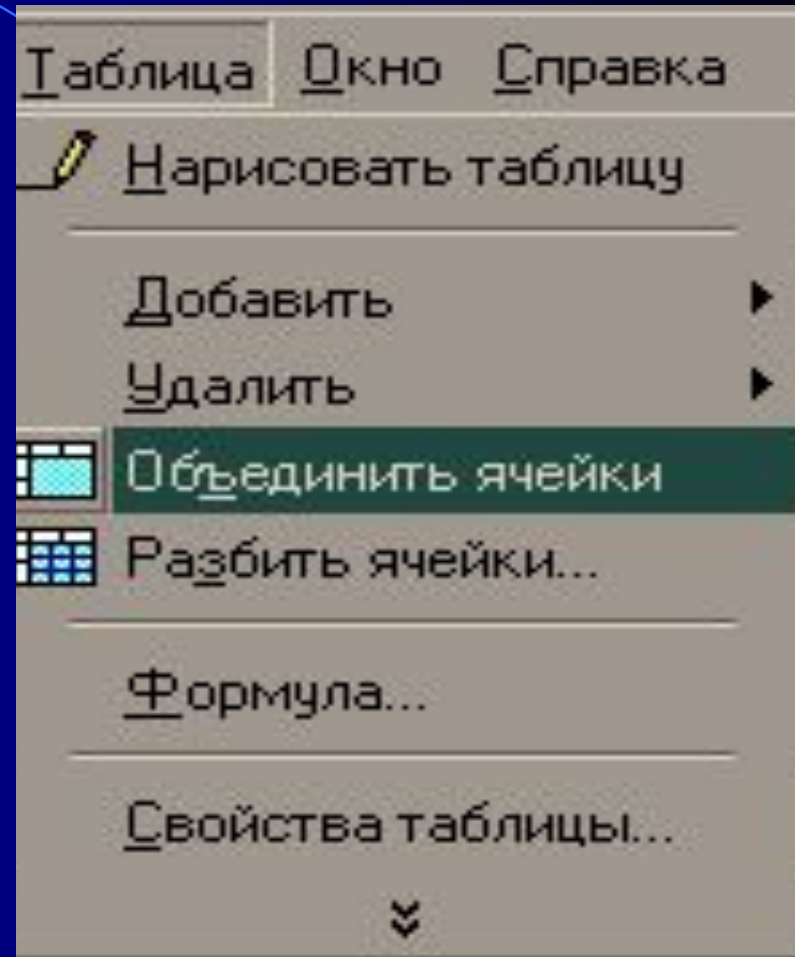 Таблица Окно Справка
Нарисовать таблицу
Добавить
Удалить
Объединить ячейки
Разбить ячейки...
Формула...
Свойства таблицы...